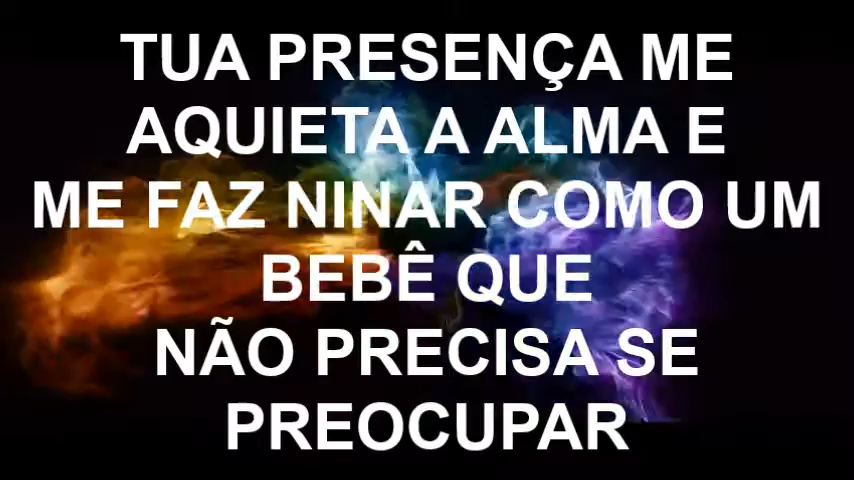 TUA PRESENÇA ME
AQUIETA A ALMA E
ME FAZ NINAR COMO UM
BEBÊ QUE
NÃO PRECISA SE
PREOCUPAR